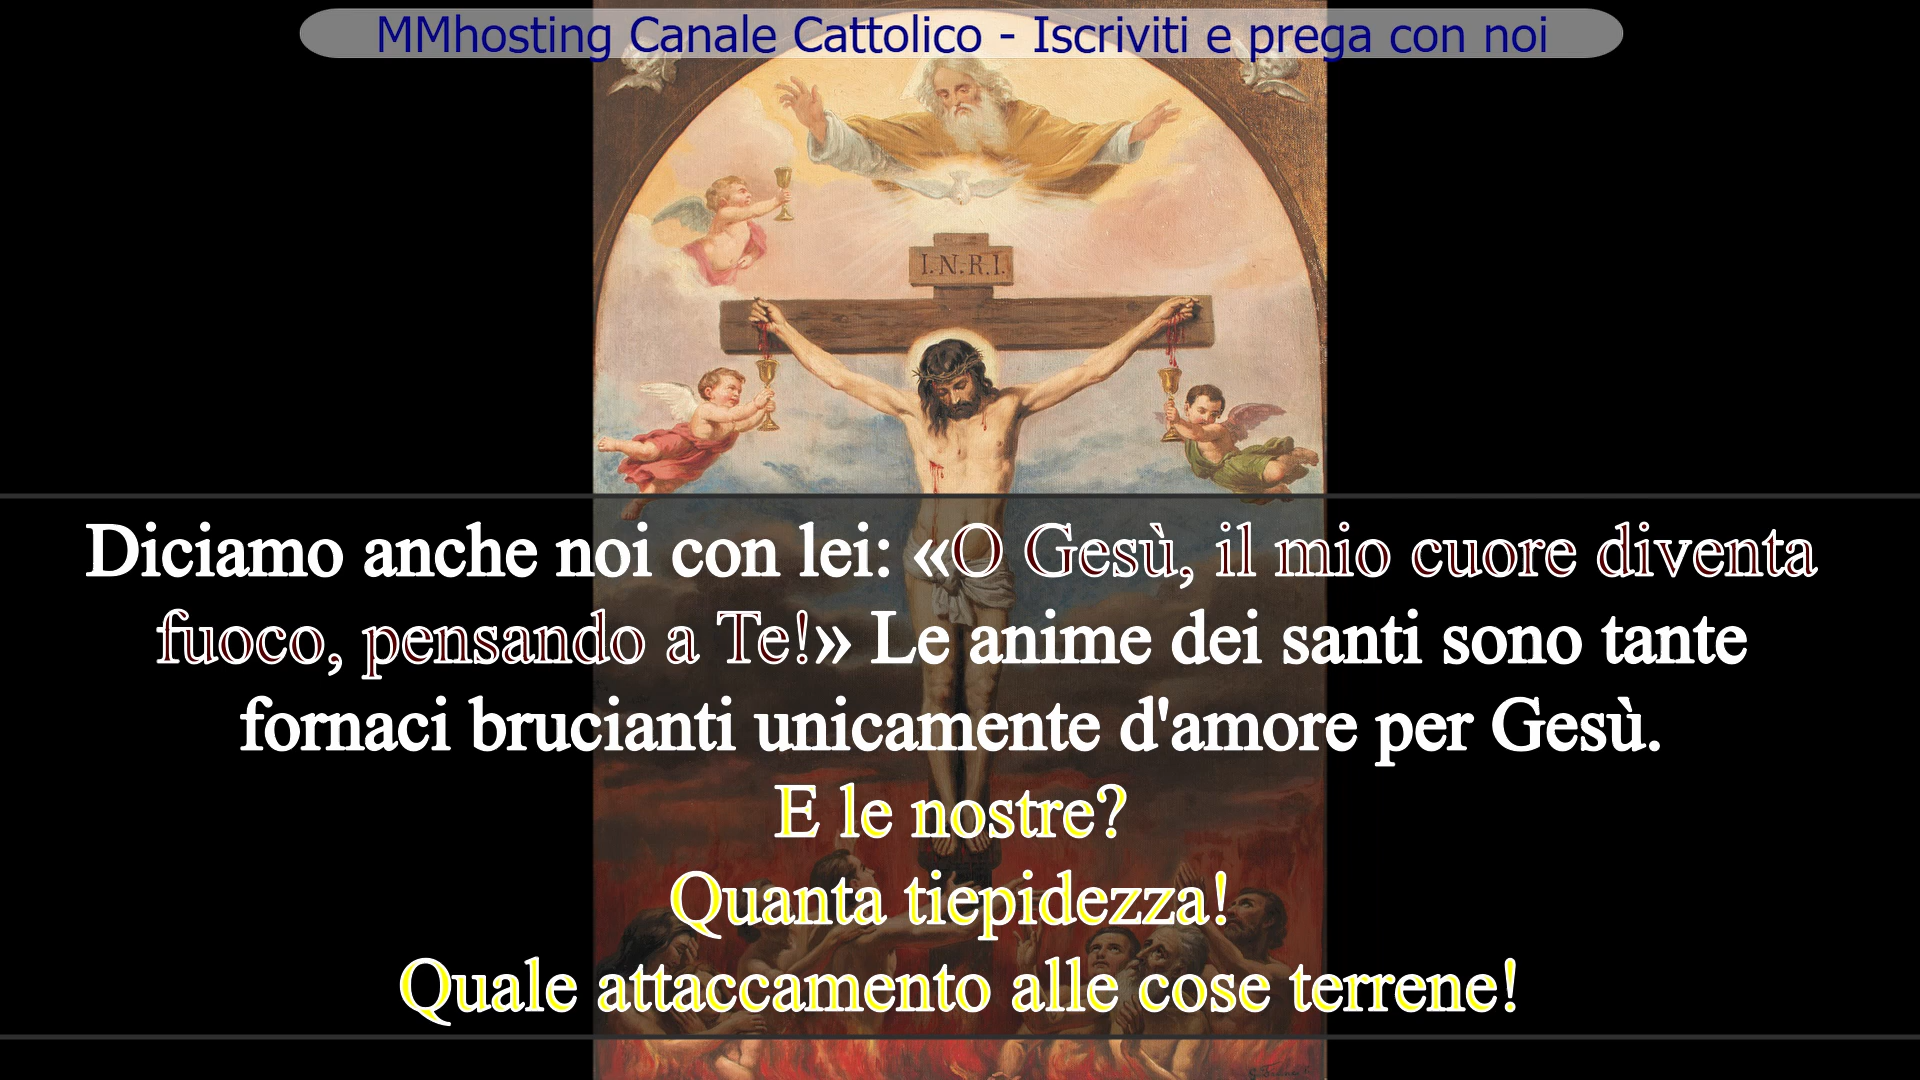 MMhosting Canale Cattolico - Iscriviti e prega con noi
I.N.R.I.
Diciamo anche noi con lei: «O Gesù, il mio cuore diventa
fuoco, pensando a Te!» Le anime dei santi sono tante
fornaci brucianti unicamente d'amore per Gesù.
E le nostre?
Quanta tiepidezza!
Quale attaccamento alle cose terrene!